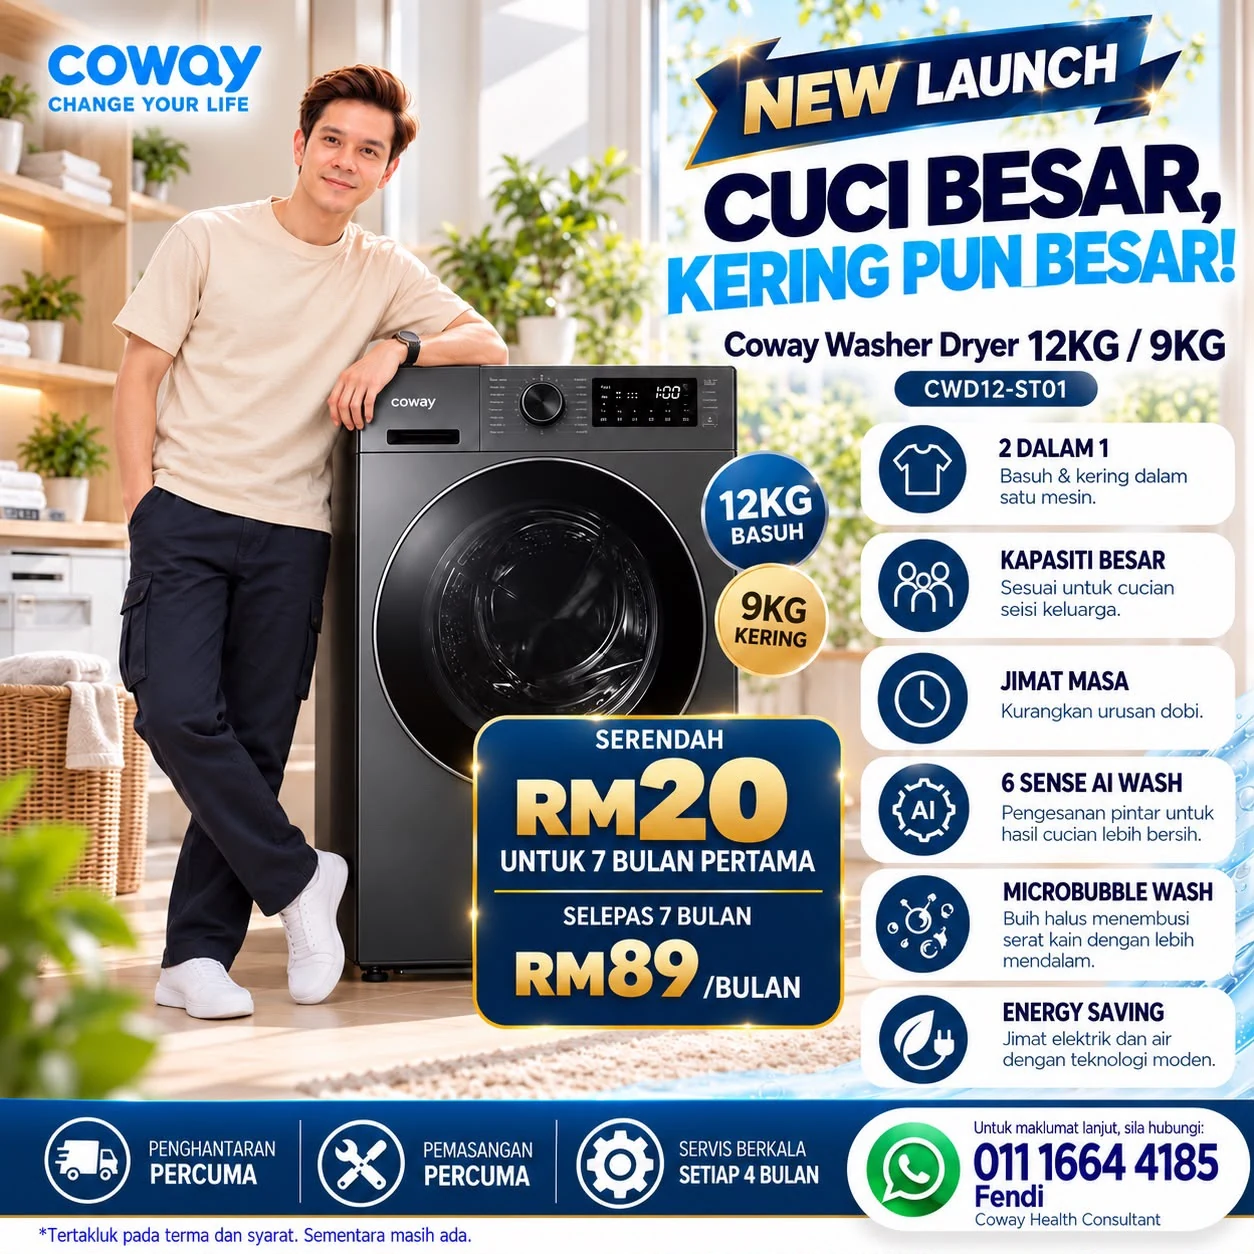 coway
CHANGE YOUR LIFE
NEW LAUNCH
CUCI BESAR,
KERING PUN BESAR!
Coway Washer Dryer 12KG / 9KG
CWD12-ST01
coway
1:00
12KG
BASUH
9KG
KERING
2 DALAM 1
Basuh & kering dalam
satu mesin.
KAPASITI BESAR
Sesuai untuk cucian
seisi keluarga.
JIMAT MASA
Kurangkan urusan dobi.
6 SENSE AI WASH
AI
Pengesanan pintar untuk
hasil cucian lebih bersih.
MICROBUBBLE WASH
Buih halus menembusi
serat kain dengan lebih
mendalam.
ENERGY SAVING
Jimat elektrik dan air
dengan teknologi moden.
SERENDAH
RM20
UNTUK 7 BULAN PERTAMA
SELEPAS 7 BULAN
RM89 /BULAN
PENGHANTARAN
PERCUMA
PEMASANGAN
PERCUMA
SERVIS BERKALA
SETIAP 4 BULAN
Untuk maklumat lanjut, sila hubungi:
011 1664 4185
Fendi
Coway Health Consultant
*Tertakluk pada terma dan syarat. Sementara masih ada.